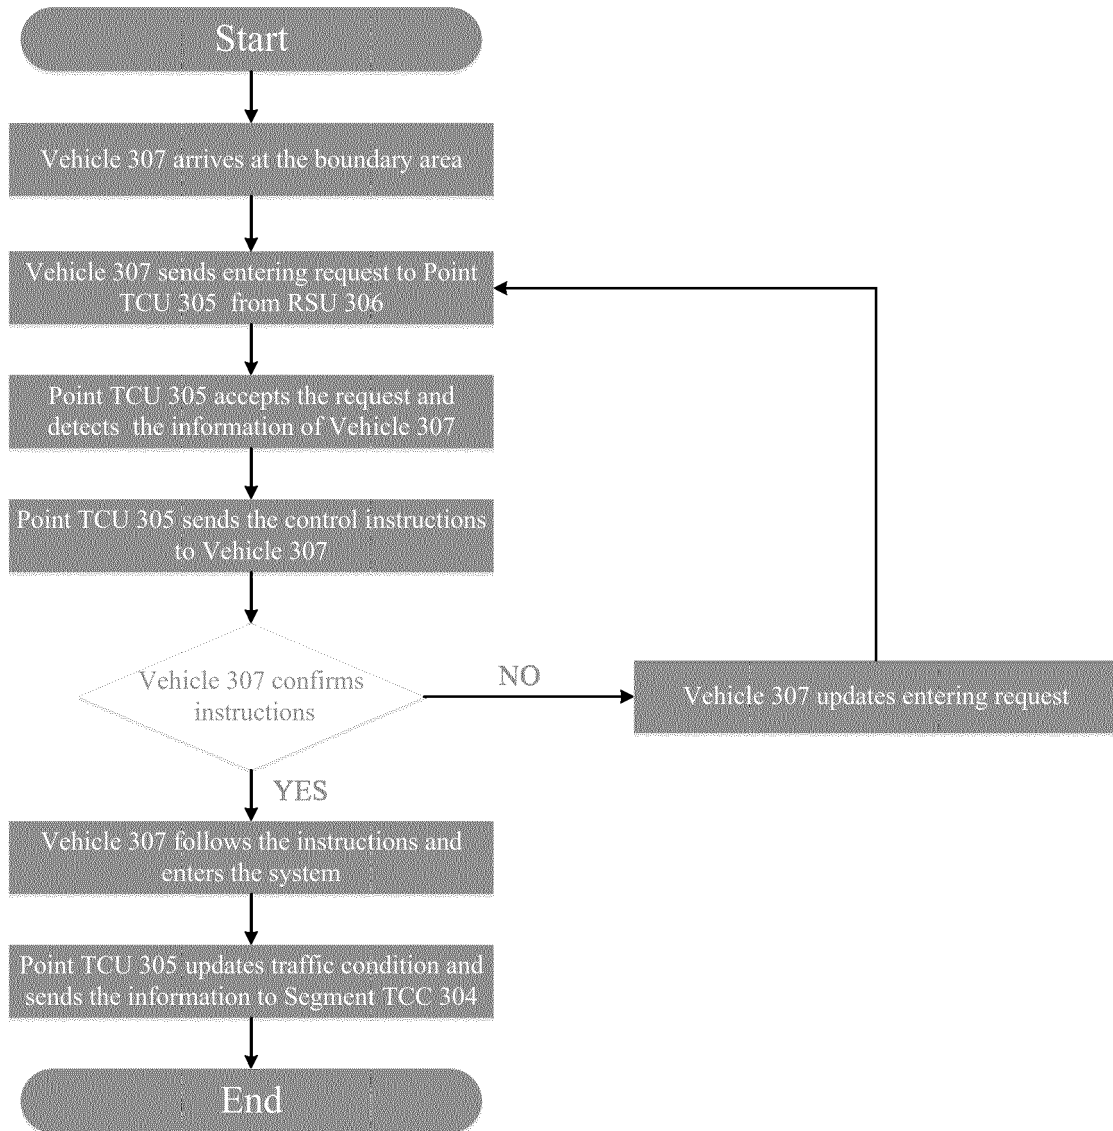 Start
Vehicle 307 arrives at the boundary area
Vehicle 307 sends entering request to Point
TCU 305 from RSU 306
Point TCU 305 accepts the request and
detects the information of Vehicle 307
Point TCU 305 sends the control instructions
to Vehicle 307
Vehicle 307 confirms
instructions
NO
Vehicle 307 updates entering request
YES
Vehicle 307 follows the instructions and
enters the system
Point TCU 305 updates traffic condition and
sends the information to Segment TCC 304
End